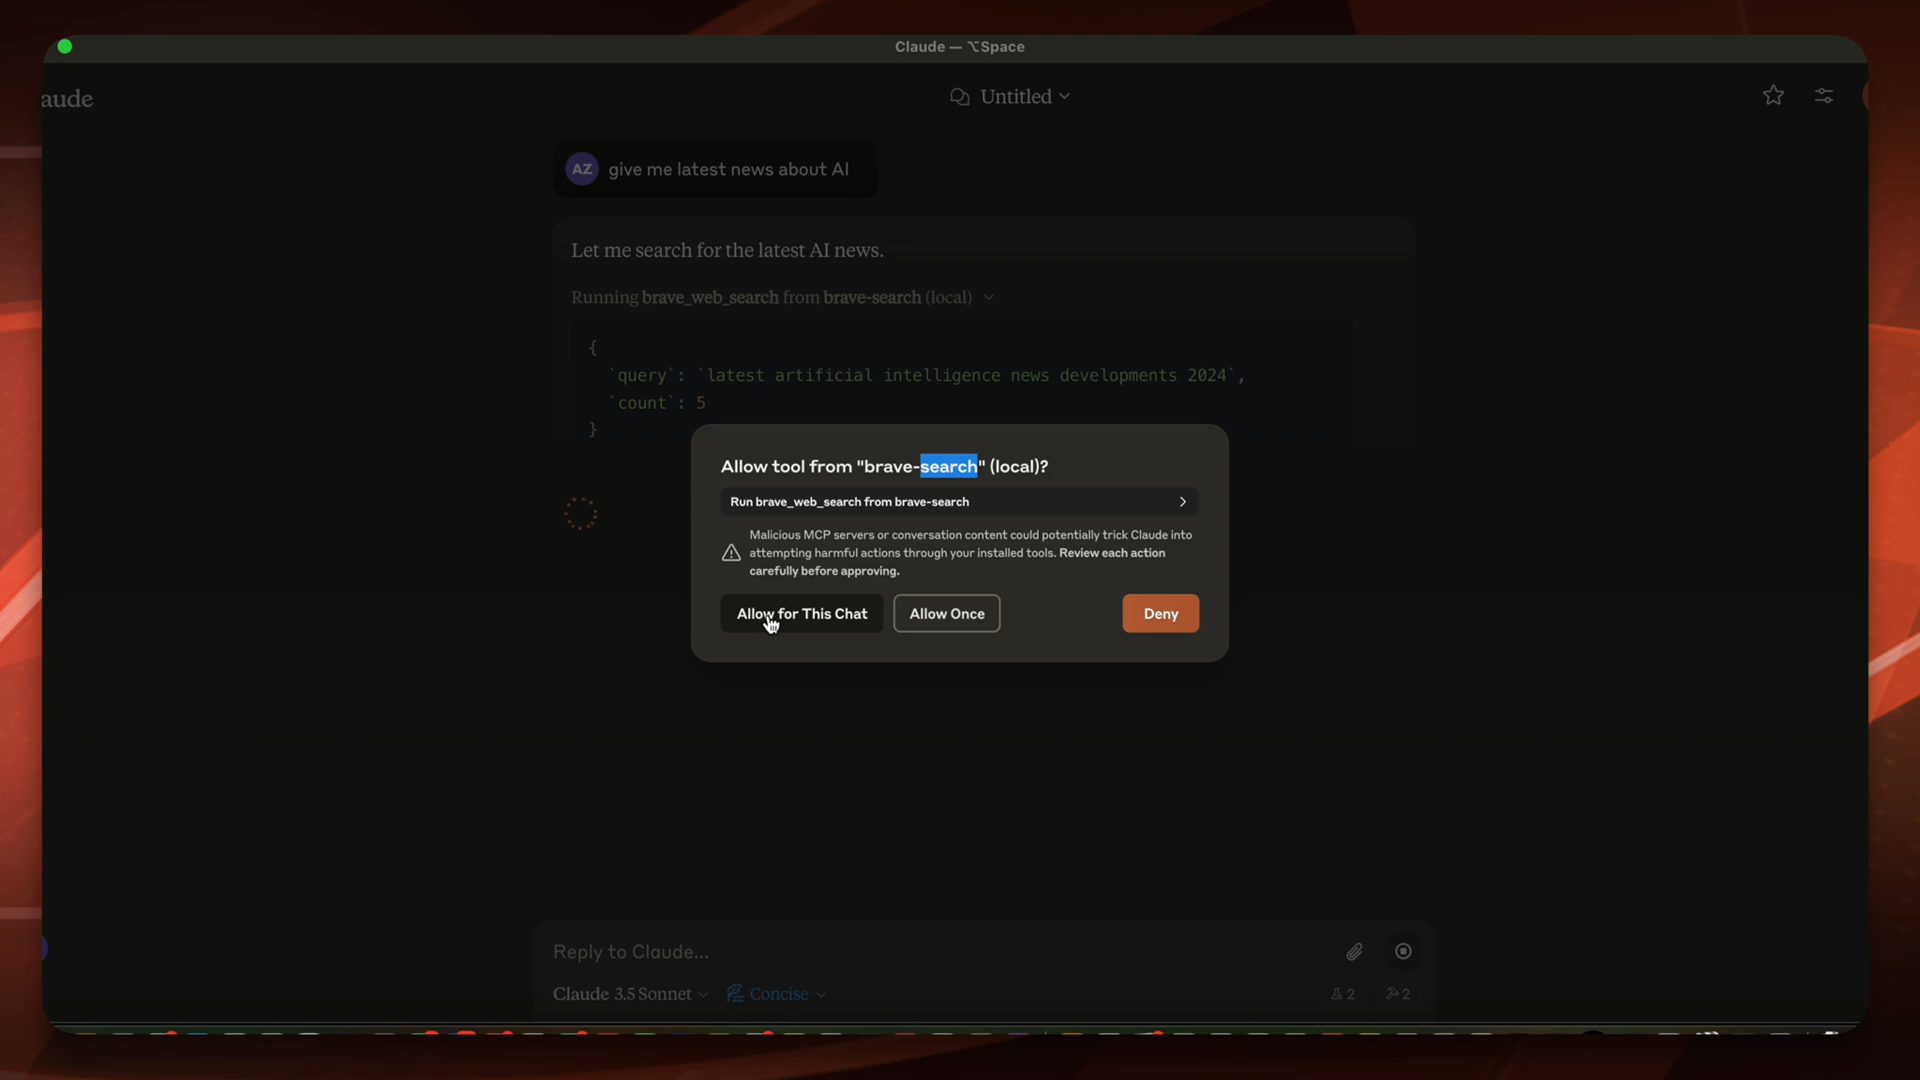 Claude — ⌥Space
aude
Untitled
AZ give me latest news about AI
Let me search for the latest AI news.
Running brave_web_search from brave-search (local)
{
`query`: `latest artificial intelligence news developments 2024`,
`count`: 5
}
Allow tool from "brave-search" (local)?
Run brave_web_search from brave-search
Malicious MCP servers or conversation content could potentially trick Claude into
attempting harmful actions through your installed tools. Review each action
carefully before approving.
Allow for This Chat
Allow Once
Deny
Reply to Claude...
Claude 3.5 Sonnet
Concise
2
2